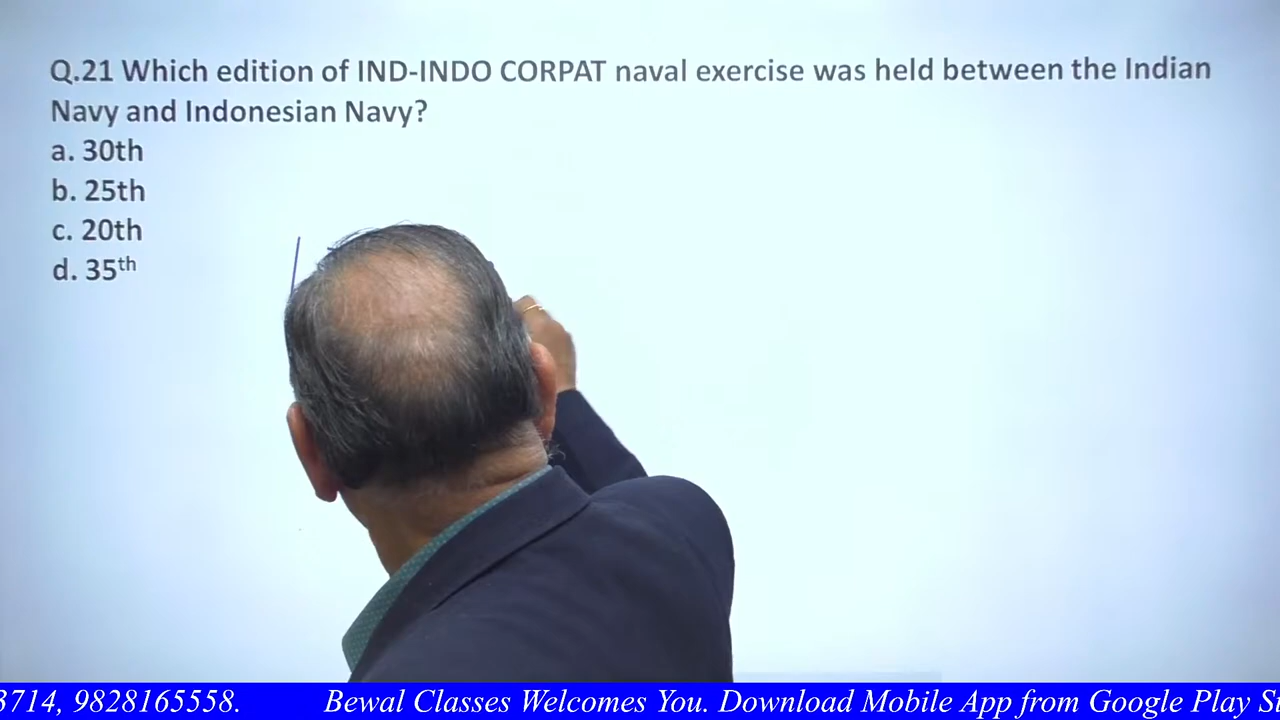 Q.21 Which edition of IND-INDO CORPAT naval exercise was held between the Indian
Navy and Indonesian Navy?
a. 30th
b. 25th
c. 20th
d. 35th
3714, 9828165558. Bewal Classes Welcomes You. Download Mobile App from Google Play